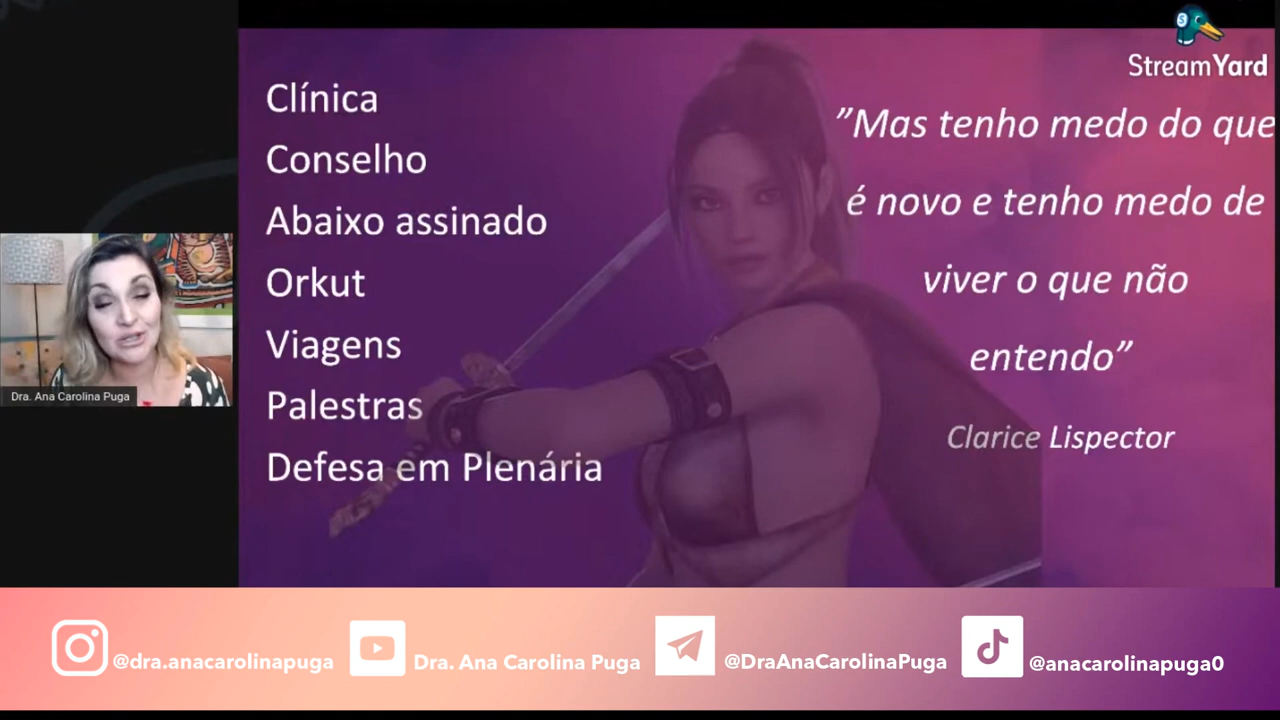 StreamYard
Clínica
Conselho
Abaixo assinado
Orkut
Viagens
Palestras
Defesa em Plenária
”Mas tenho medo do que
é novo e tenho medo de
viver o que não
entendo”
Clarice Lispector
Dra. Ana Carolina Puga
@dra.anacarolinapuga
Dra. Ana Carolina Puga
@DraAnaCarolinaPuga
@anacarolinapuga0